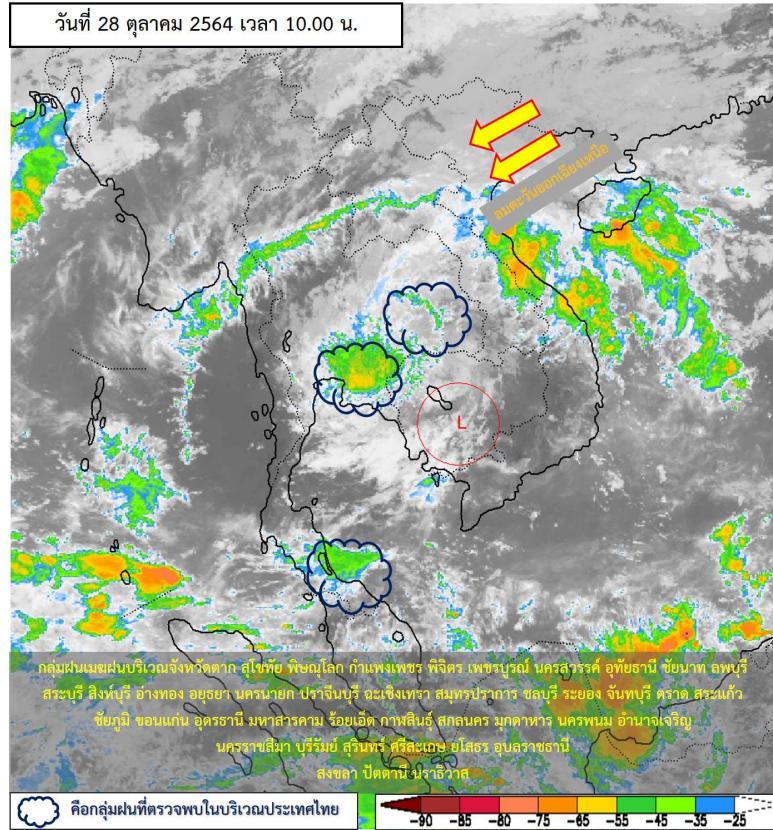 วันที่ 28 ตุลาคม 2564 เวลา 10.00 น.
ลมตะวันออกเฉียงเหนือ
L
กลุ่มฝนเมฆฝนบริเวณจังหวัดตาก สุโขทัย พิษณุโลก กำแพงเพชร พิจิตร เพชรบูรณ์ นครสวรรค์ อุทัยธานี ชัยนาท ลพบุรี
สระบุรี สิงห์บุรี อ่างทอง อยุธยา นครนายก ปราจีนบุรี ฉะเชิงเทรา สมุทรปราการ ชลบุรี ระยอง จันทบุรี ตราด สระแก้ว
ชัยภูมิ ขอนแก่น อุดรธานี มหาสารคาม ร้อยเอ็ด กาฬสินธุ์ สกลนคร มุกดาหาร นครพนม อำนาจเจริญ
นครราชสีมา บุรีรัมย์ สุรินทร์ ศรีสะเกษ ยโสธร อุบลราชธานี
สงขลา ปัตตานี นราธิวาส
คือกลุ่มฝนที่ตรวจพบในบริเวณประเทศไทย
-90 -85 -80 -75 -65 -55 -45 -35 -25